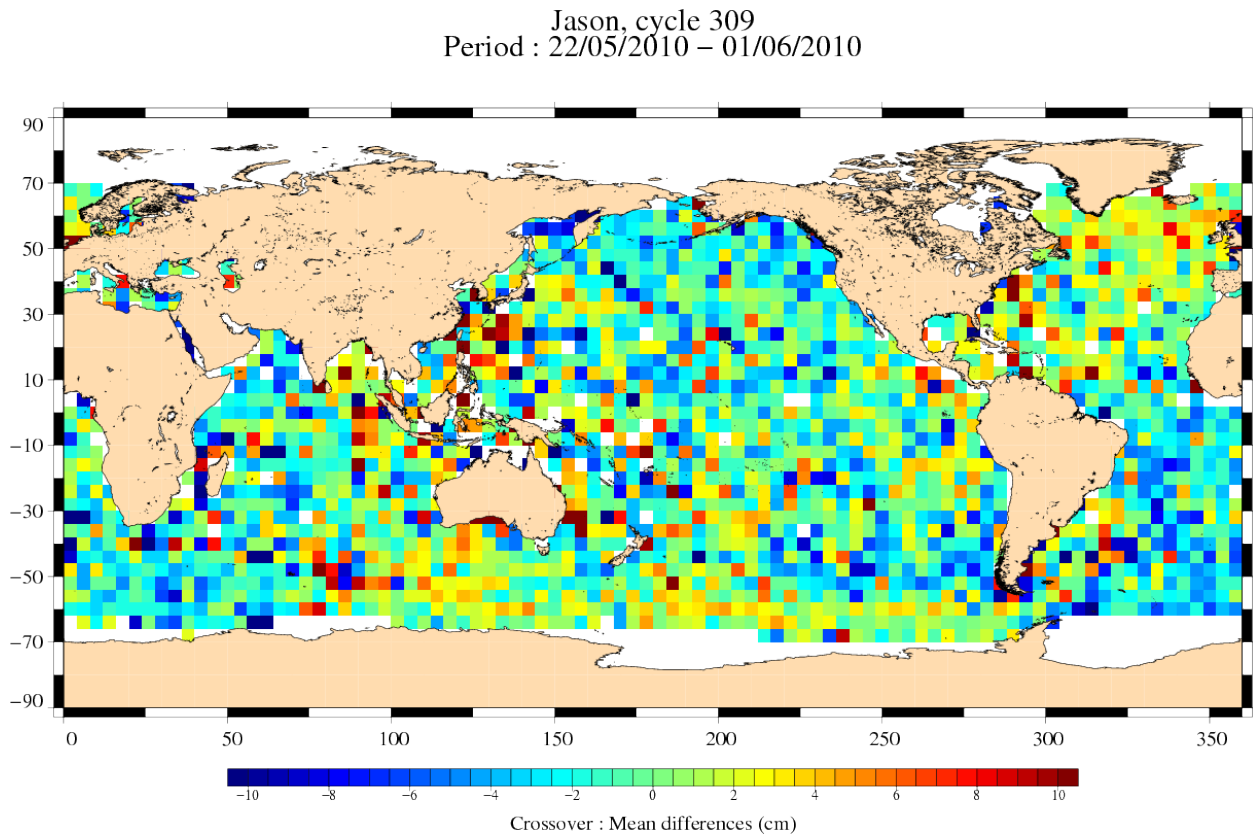 Jason, cycle 309
Period : 22/05/2010 − 01/06/2010
90
70
50
30
10
−10
−30
−50
−70
−90
0 50 100 150 200 250 300 350
−10 −8 −6 −4 −2 0 2 4 6 8 10
Crossover : Mean differences (cm)